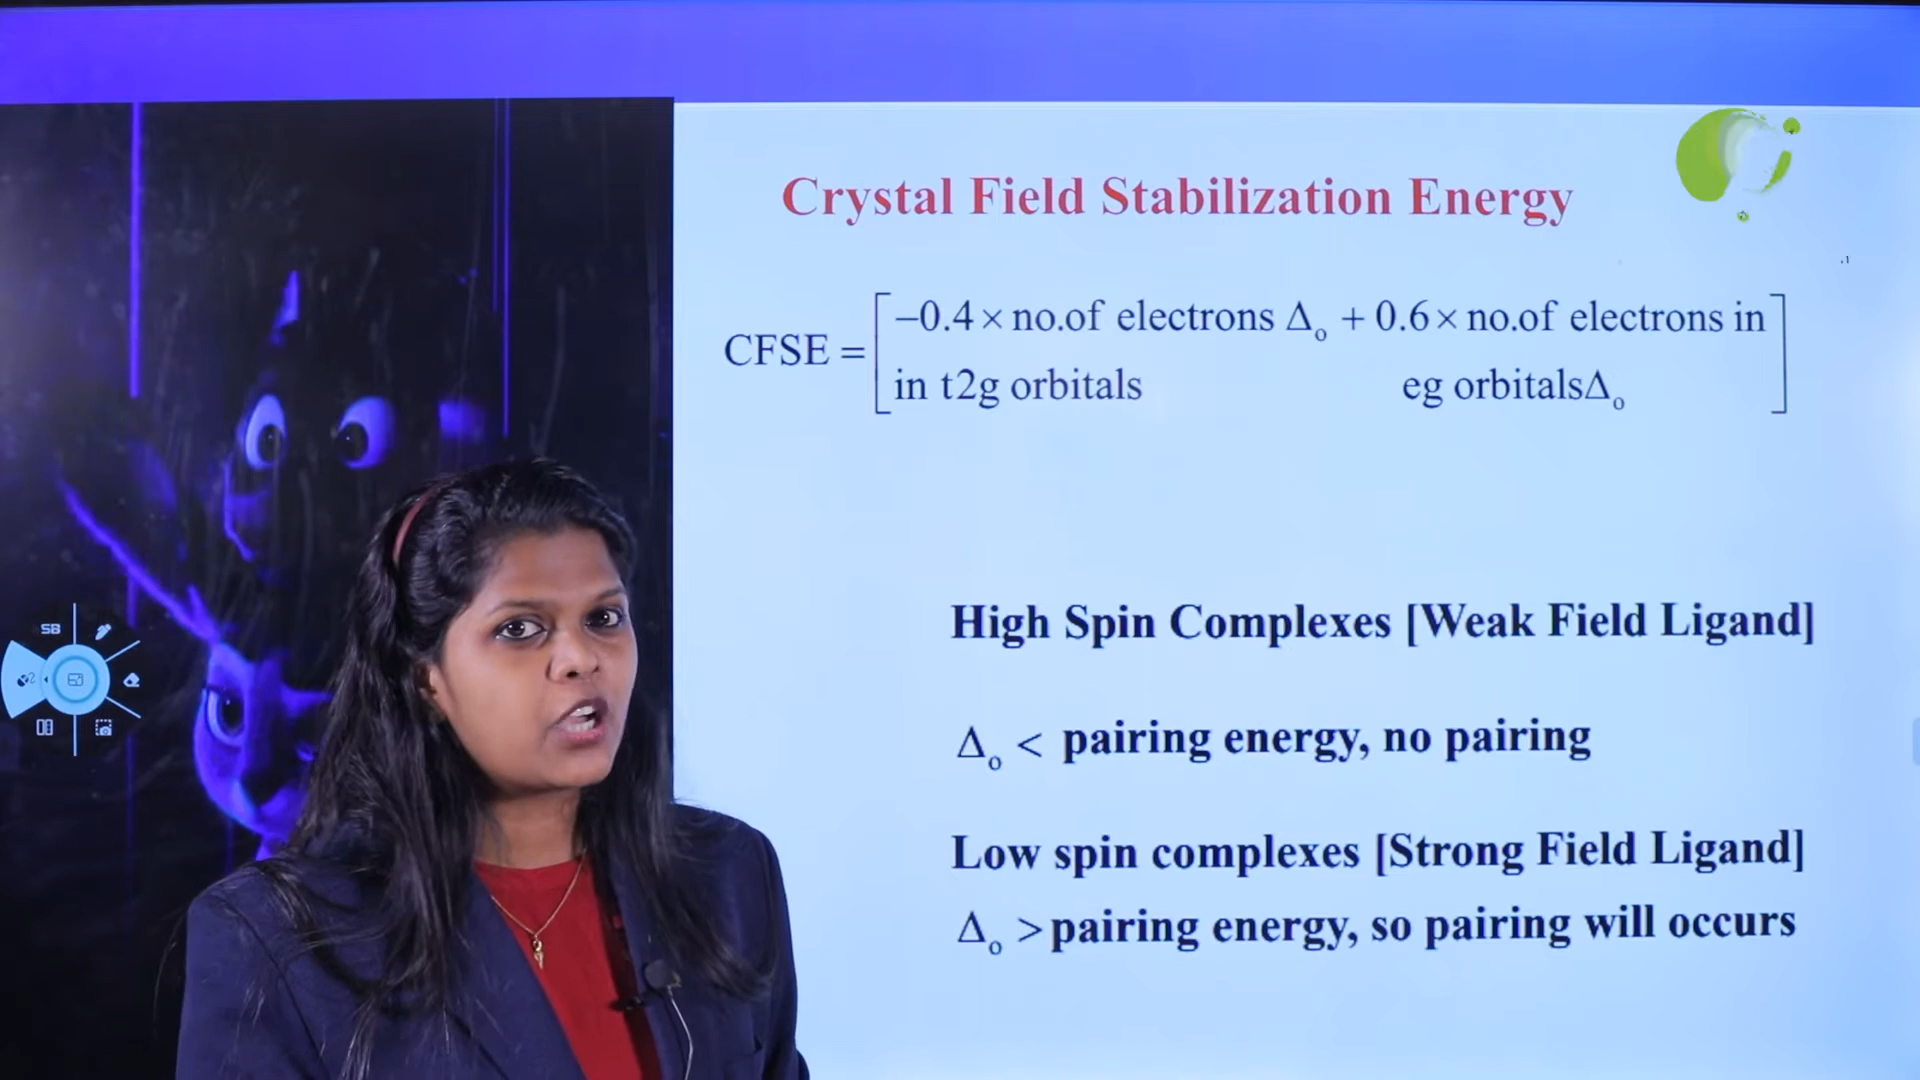 Crystal Field Stabilization Energy
CFSE = [ −0.4 × no.of electrons Δₒ + 0.6 × no.of electrons in
in t2g orbitals eg orbitalsΔₒ ]
High Spin Complexes [Weak Field Ligand]
Δₒ < pairing energy, no pairing
Low spin complexes [Strong Field Ligand]
Δₒ > pairing energy, so pairing will occurs
SB